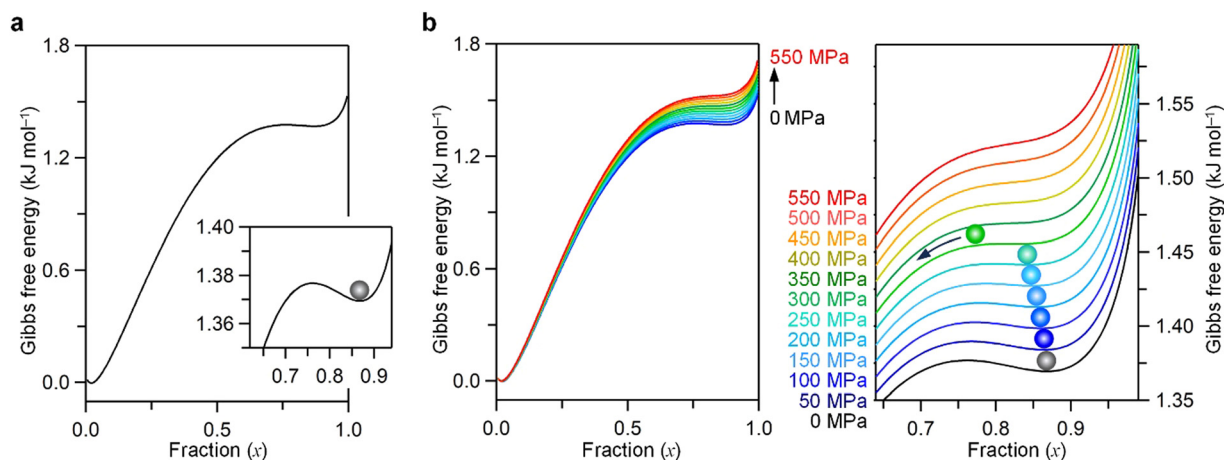 a
Gibbs free energy (kJ mol⁻¹)
1.8
1.2
0.6
0.0
0.0
0.5
1.0
Fraction (x)
1.40
1.38
1.36
0.7
0.8
0.9
b
Gibbs free energy (kJ mol⁻¹)
1.8
1.2
0.6
0.0
0.0
0.5
1.0
Fraction (x)
550 MPa
0 MPa
550 MPa
500 MPa
450 MPa
400 MPa
350 MPa
300 MPa
250 MPa
200 MPa
150 MPa
100 MPa
50 MPa
0 MPa
0.7
0.8
0.9
Fraction (x)
1.55
1.50
1.45
1.40
1.35
Gibbs free energy (kJ mol⁻¹)